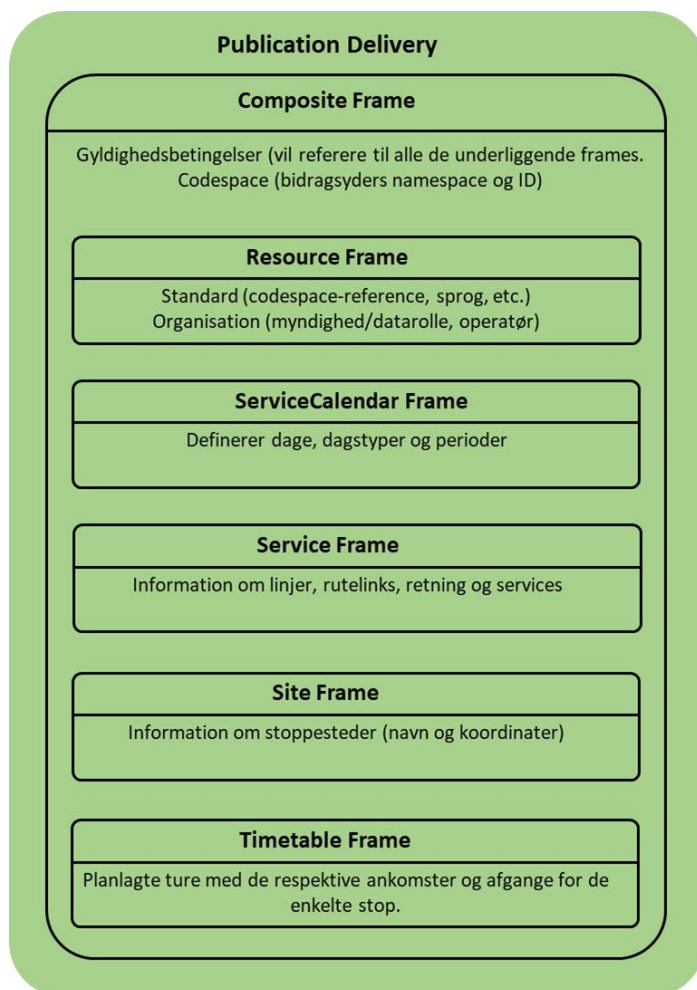 Publication Delivery
Composite Frame
Gyldighedsbetingelser (vil referere til alle de underliggende frames.
Codespace (bidragsyders namespace og ID)
Resource Frame
Standard (codespace-reference, sprog, etc.)
Organisation (myndighed/datarolle, operatør)
ServiceCalendar Frame
Definerer dage, dagstyper og perioder
Service Frame
Information om linjer, rutelinks, retning og services
Site Frame
Information om stoppesteder (navn og koordinater)
Timetable Frame
Planlagte ture med de respektive ankomster og afgange for de
enkelte stop.